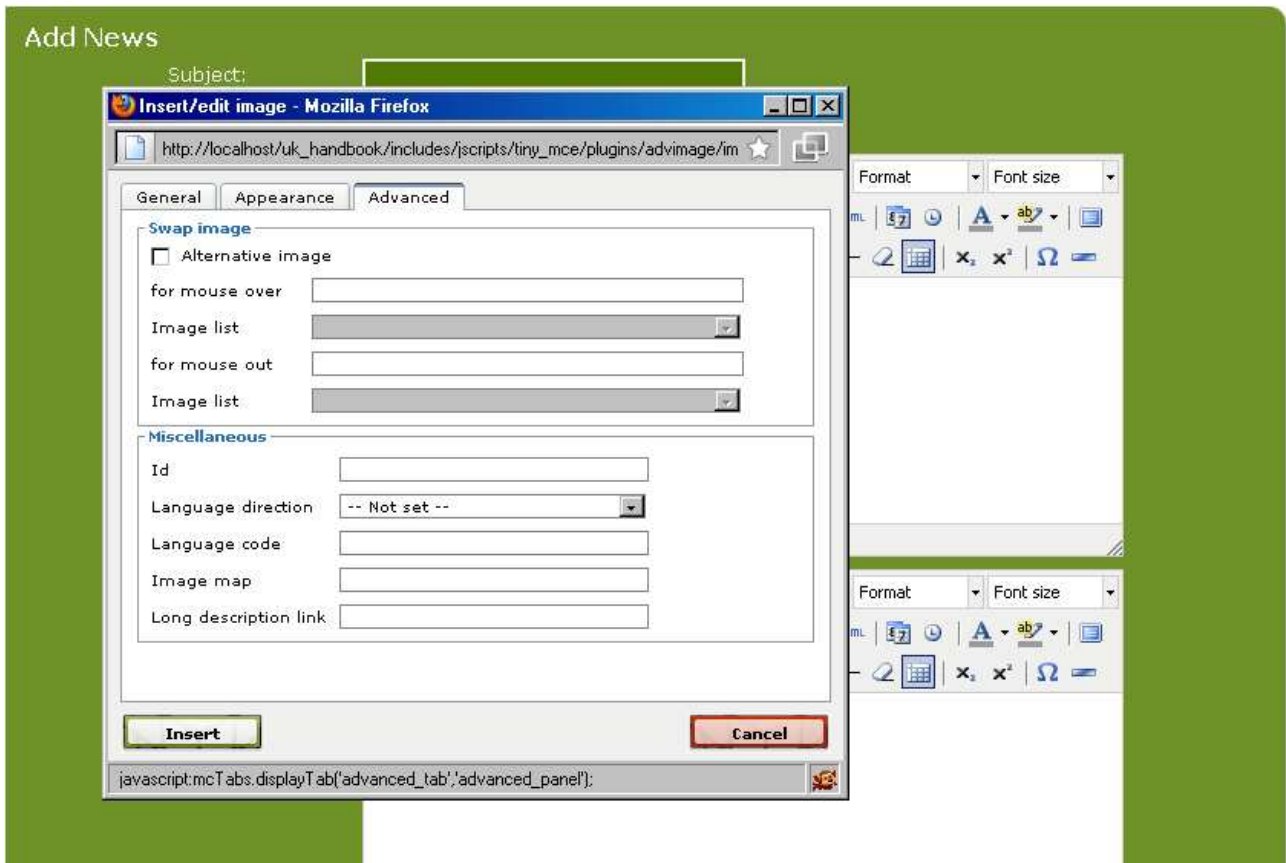 Add News
Subject:
Insert/edit image - Mozilla Firefox
http://localhost/uk_handbook/includes/jscripts/tiny_mce/plugins/advimage/im
General Appearance Advanced
Swap image
Alternative image
for mouse over
Image list
for mouse out
Image list
Miscellaneous
Id
Language direction -- Not set --
Language code
Image map
Long description link
Insert Cancel
javascript:mcTabs.displayTab('advanced_tab','advanced_panel');
Format Font size
Format Font size